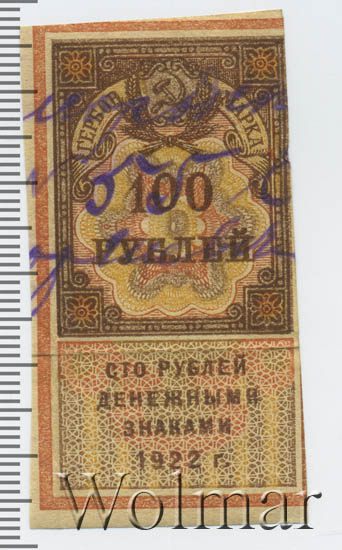 ГЕРБОВАЯ МАРКА
100
РУБЛЕЙ
СТО РУБЛЕЙ
ДЕНЕЖНЫМИ
ЗНАКАМИ
1922 г.
Wolmar